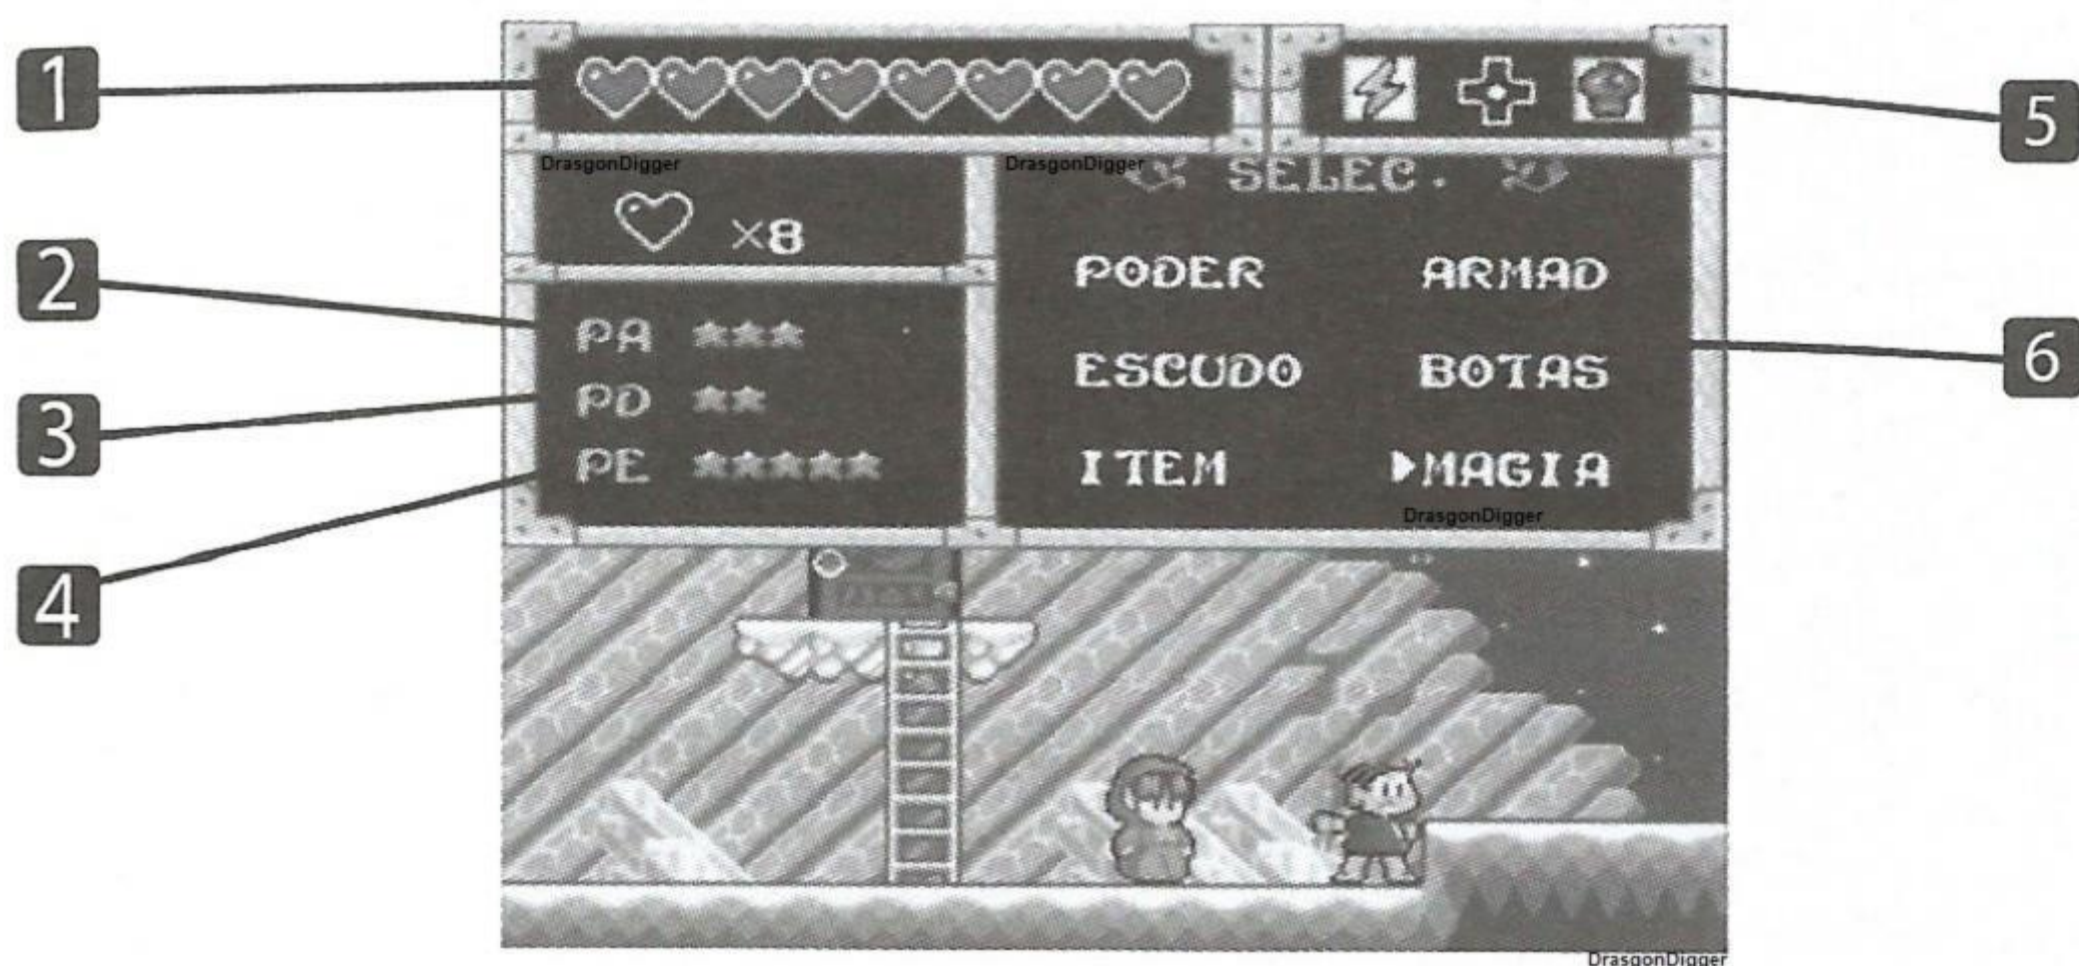 1
5
DrasgonDigger
DrasgonDigger
SELEC.
×8
2
PODER
ARMAD
PA
6
ESCUDO
BOTAS
PD
3
ITEM
▶MAGIA
PE
DrasgonDigger
4
DrasgonDigger